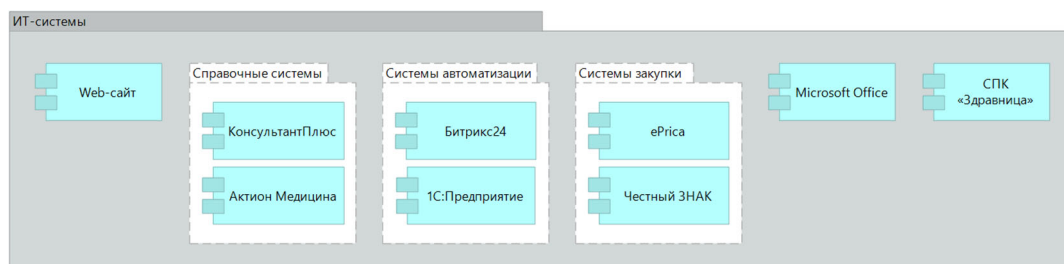 ИТ-системы
Web-сайт
Справочные системы
КонсультантПлюс
Актион Медицина
Системы автоматизации
Битрикс24
1С:Предприятие
Системы закупки
ePrica
Честный ЗНАК
Microsoft Office
СПК
«Здравница»